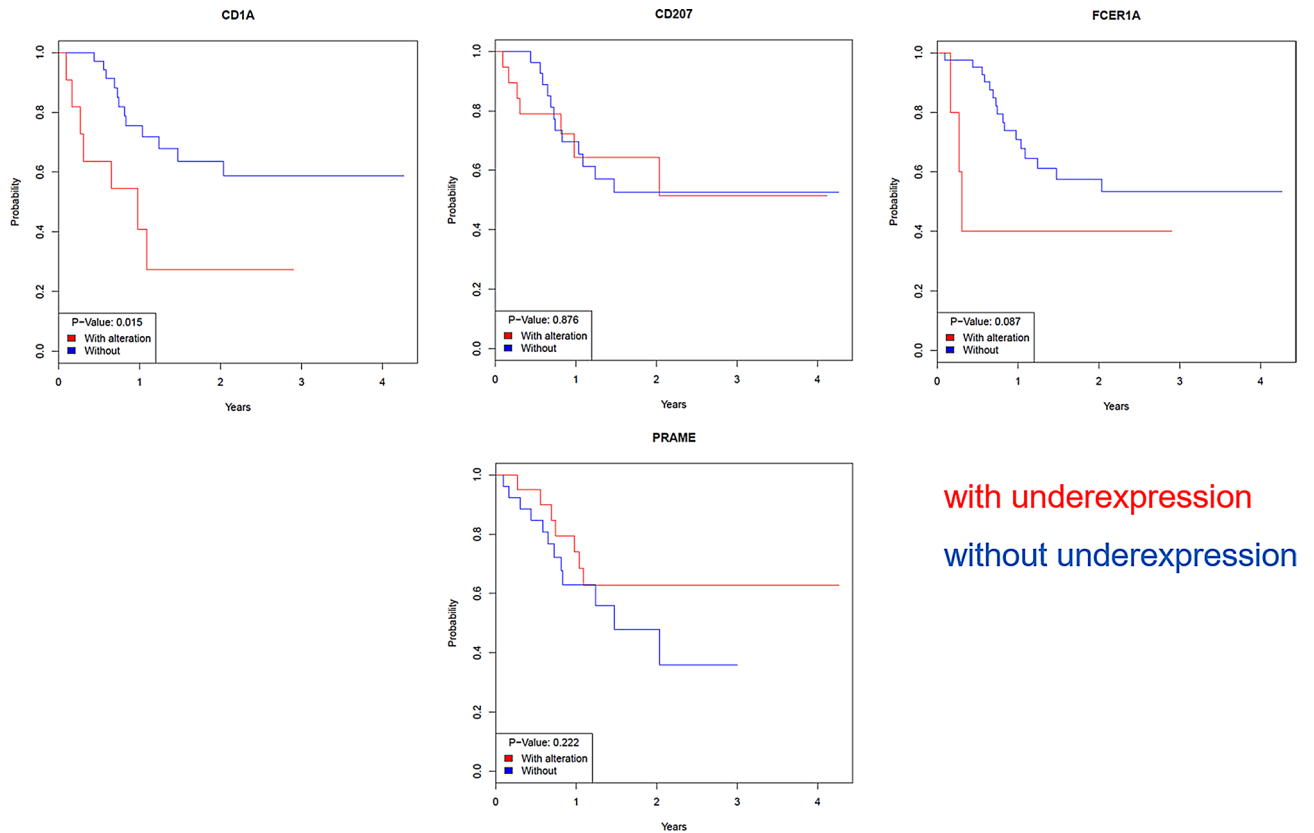 CD1A
1.0
0.8
0.6
0.4
0.2
0.0
Probability
P-Value: 0.015
With alteration
Without
0 1 2 3 4
Years
CD207
1.0
0.8
0.6
0.4
0.2
0.0
Probability
P-Value: 0.876
With alteration
Without
0 1 2 3 4
Years
FCER1A
1.0
0.8
0.6
0.4
0.2
0.0
Probability
P-Value: 0.087
With alteration
Without
0 1 2 3 4
Years
PRAME
1.0
0.8
0.6
0.4
0.2
0.0
Probability
P-Value: 0.222
With alteration
Without
0 1 2 3 4
Years
with underexpression
without underexpression